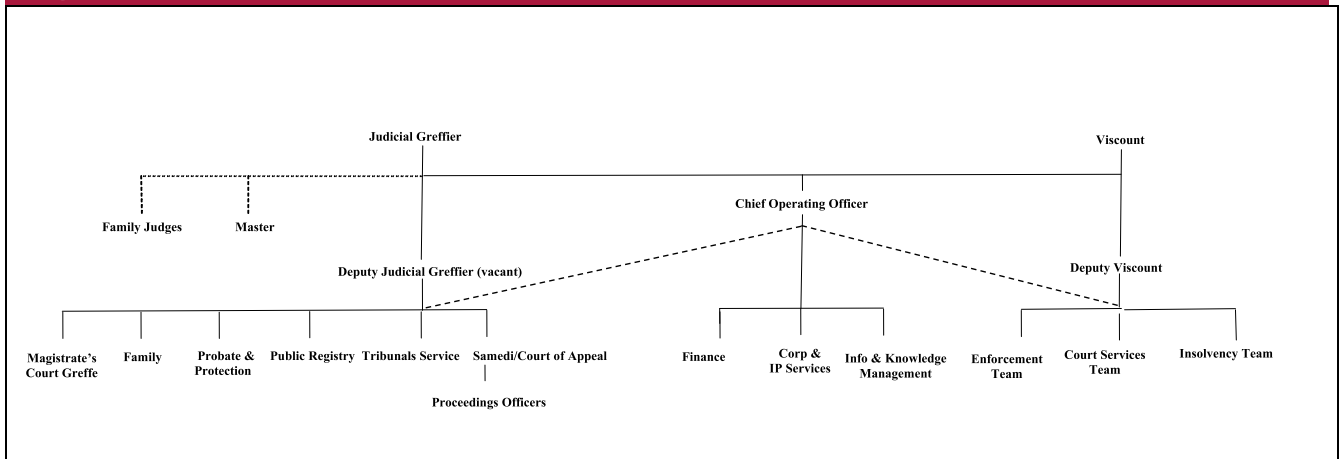 Judicial Greffier
Viscount
Chief Operating Officer
Family Judges
Master
Deputy Judicial Greffier (vacant)
Deputy Viscount
Magistrate’s
Court Greffe
Family
Probate &
Protection
Public Registry
Tribunals Service
Samedi/Court of Appeal
Finance
Corp &
IP Services
Info & Knowledge
Management
Enforcement
Team
Court Services
Team
Insolvency Team
Proceedings Officers